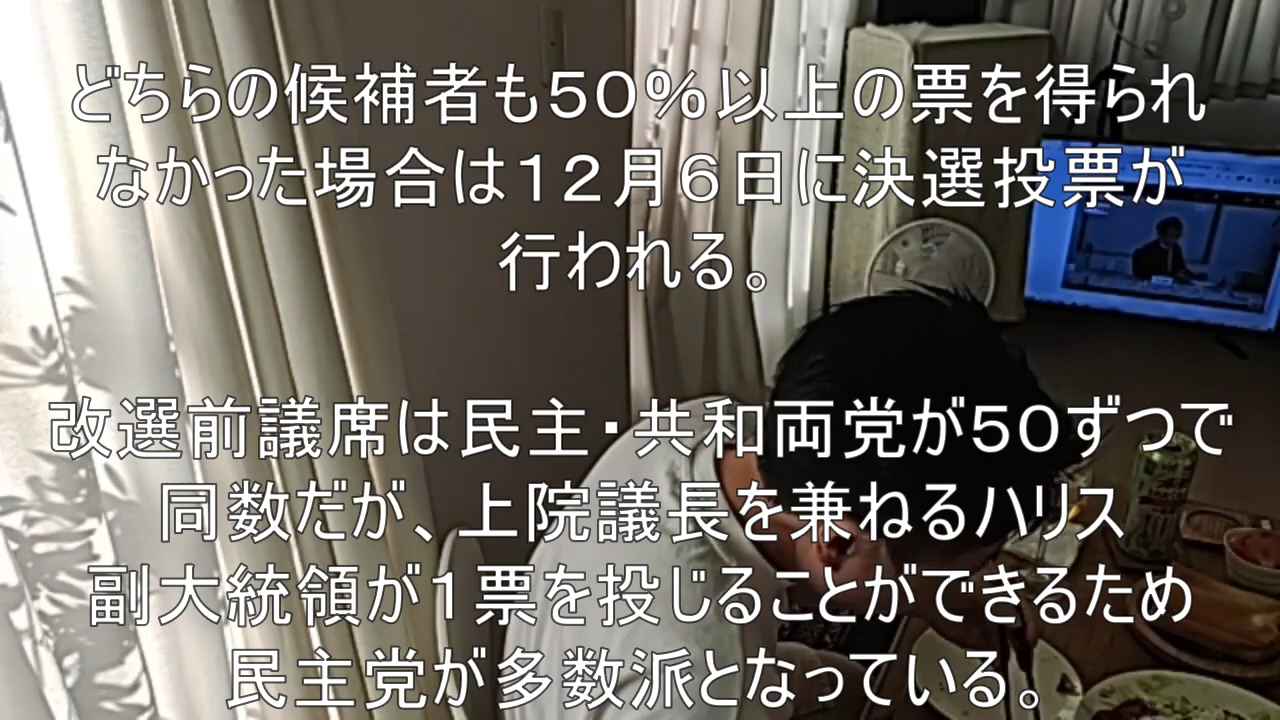 どちらの候補者も５０％以上の票を得られ
なかった場合は１２月６日に決選投票が
行われる。
改選前議席は民主・共和両党が５０ずつで
同数だが、上院議長を兼ねるハリス
副大統領が１票を投じることができるため
民主党が多数派となっている。